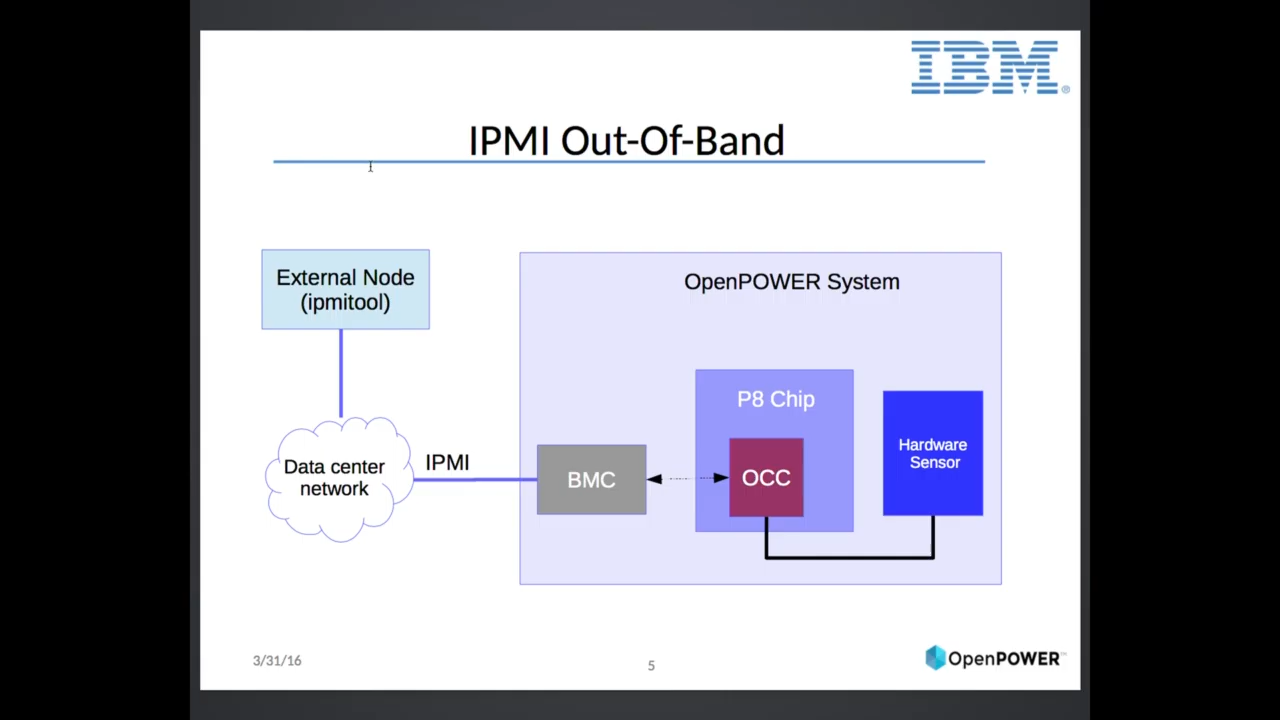 IBM®
IPMI Out-Of-Band
External Node
(ipmitool)
OpenPOWER System
P8 Chip
Hardware
Sensor
Data center
network
IPMI
BMC
OCC
3/31/16
5
OpenPOWER™